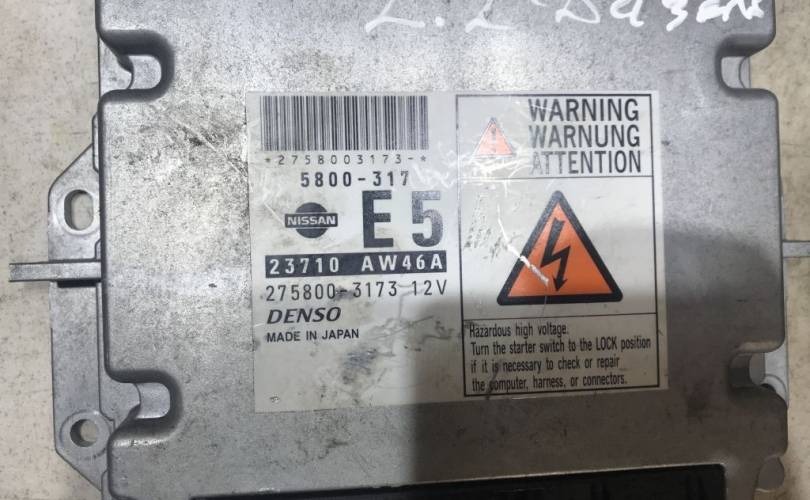 *2758003173-*
5800-317
NISSAN
E5
23710 AW46A
275800-3173 12V
DENSO
MADE IN JAPAN
WARNING
WARNUNG
ATTENTION
Hazardous high voltage.
Turn the starter switch to the LOCK position
if it is necessary to check or repair
the computer, harness, or connectors.